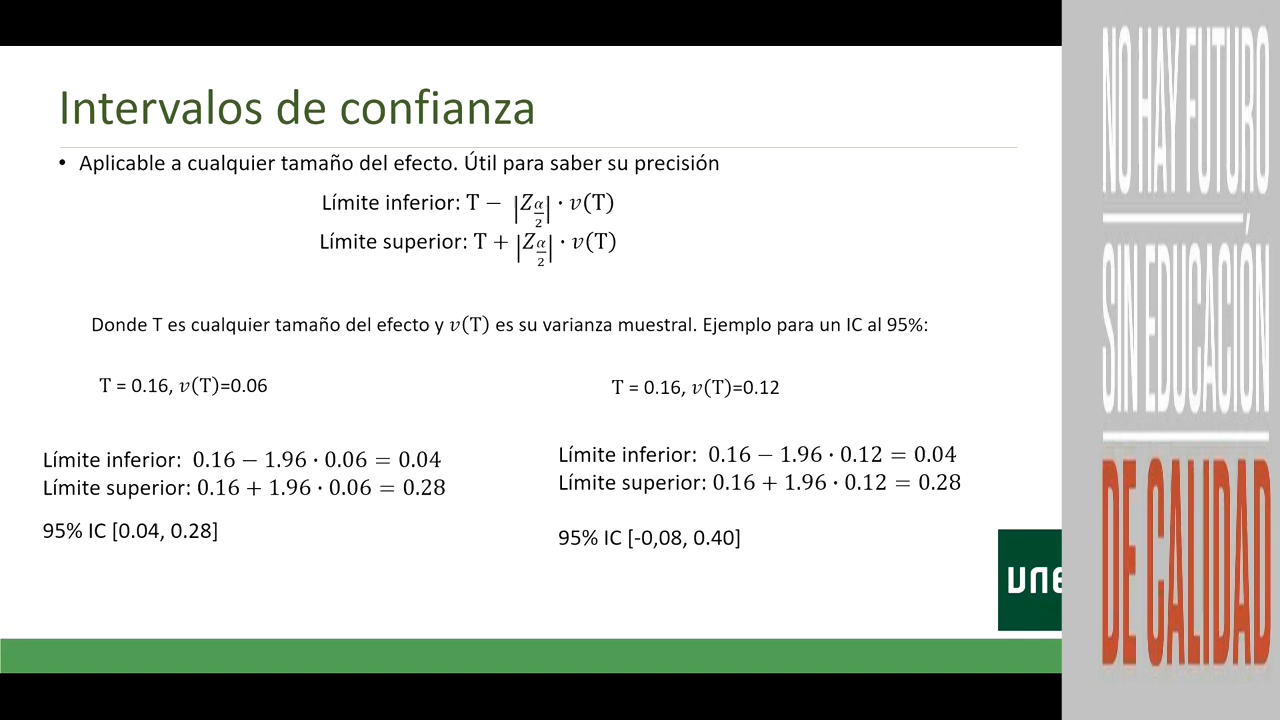 Intervalos de confianza
• Aplicable a cualquier tamaño del efecto. Útil para saber su precisión
Límite inferior: T − |Z_{α/2}| · v(T)
Límite superior: T + |Z_{α/2}| · v(T)
Donde T es cualquier tamaño del efecto y v(T) es su varianza muestral. Ejemplo para un IC al 95%:
T = 0.16, v(T)=0.06
Límite inferior: 0.16 − 1.96 · 0.06 = 0.04
Límite superior: 0.16 + 1.96 · 0.06 = 0.28
95% IC [0.04, 0.28]
T = 0.16, v(T)=0.12
Límite inferior: 0.16 − 1.96 · 0.12 = 0.04
Límite superior: 0.16 + 1.96 · 0.12 = 0.28
95% IC [-0,08, 0.40]
NO HAY FUTURO
SIN EDUCACIÓN
DE CALIDAD